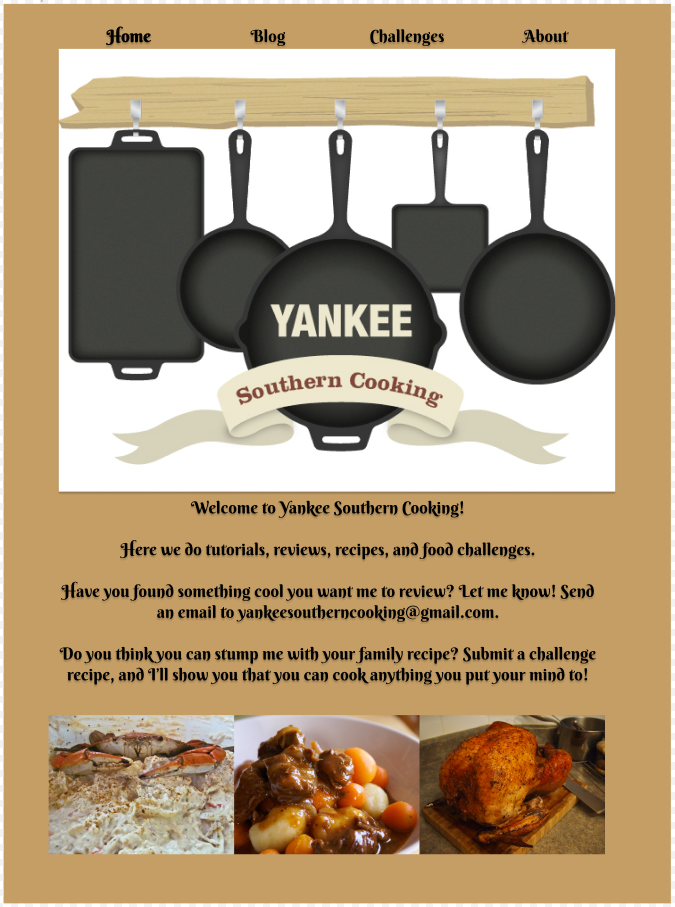 Home Blog Challenges About
YANKEE
Southern Cooking
Welcome to Yankee Southern Cooking!
Here we do tutorials, reviews, recipes, and food challenges.
Have you found something cool you want me to review? Let me know! Send
an email to yankeesoutherncooking@gmail.com.
Do you think you can stump me with your family recipe? Submit a challenge
recipe, and I'll show you that you can cook anything you put your mind to!